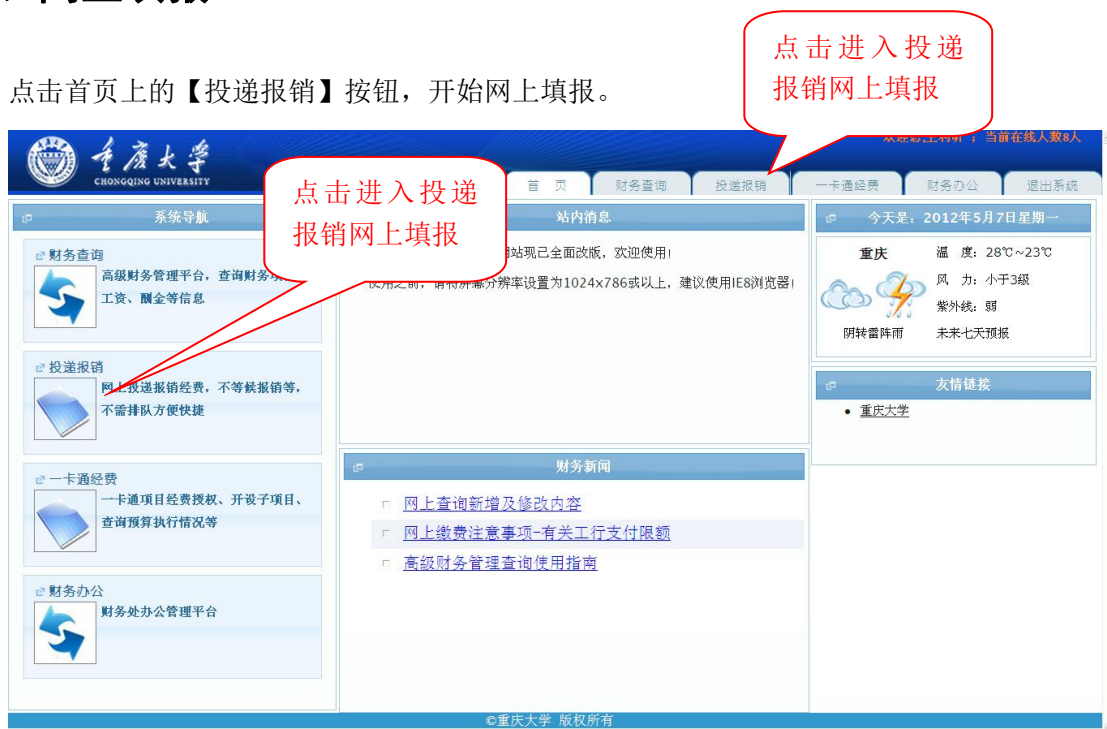 点击进入投递
报销网上填报
点击首页上的【投递报销】按钮，开始网上填报。
当前在线人数8人
重庆大学
CHONGQING UNIVERSITY
首 页
财务查询
投递报销
一卡通经费
财务办公
退出系统
点击进入投递
报销网上填报
系统导航
财务查询
高级财务管理平台，查询财务
工资、酬金等信息
投递报销
网上投递报销经费，不等候报销等，
不需排队方便快捷
一卡通经费
一卡通项目经费授权、开设子项目、
查询预算执行情况等
财务办公
财务处办公管理平台
站内消息
站现已全面改版，欢迎使用!
使用之前，请将屏幕分辨率设置为1024x786或以上，建议使用IE8浏览器!
财务新闻
网上查询新增及修改内容
网上缴费注意事项-有关工行支付限额
高级财务管理查询使用指南
今天是：2012年5月7日星期一
重庆
温 度：28℃~23℃
风 力：小于3级
紫外线：弱
阴转雷阵雨
未来七天预报
友情链接
重庆大学
©重庆大学 版权所有